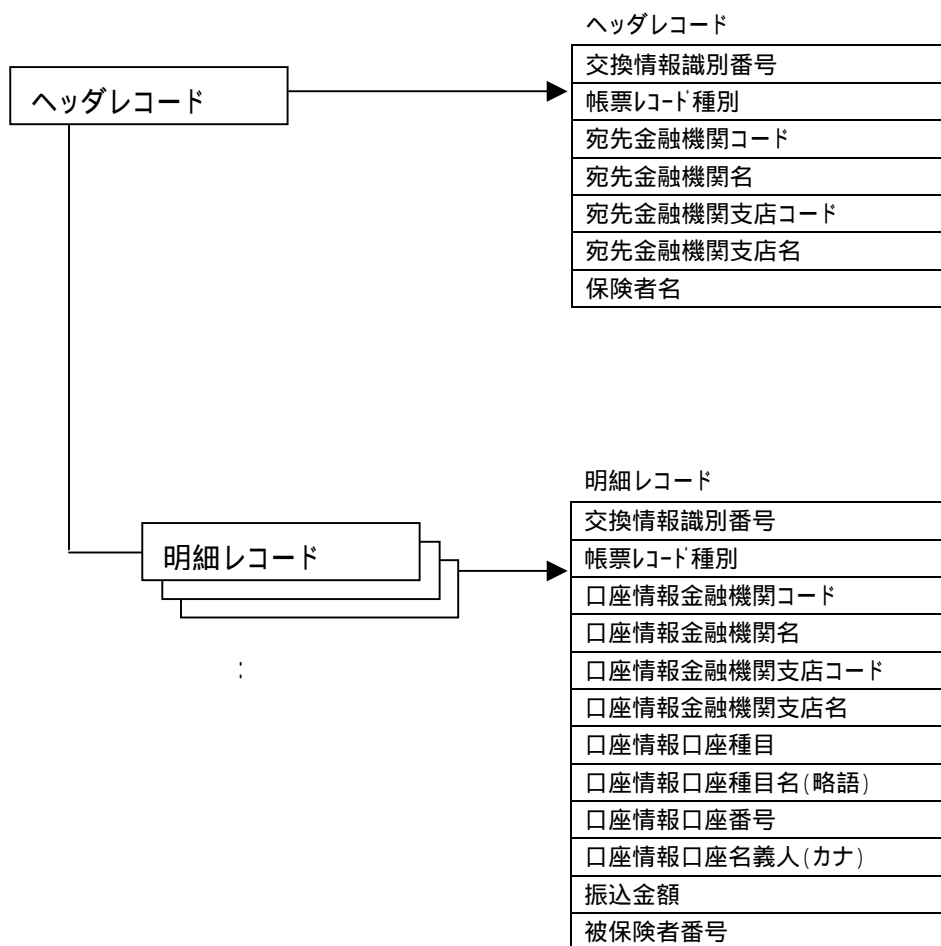 ヘッダレコード
ヘッダレコード
交換情報識別番号
帳票ﾚｺｰﾄﾞ種別
宛先金融機関コード
宛先金融機関名
宛先金融機関支店コード
宛先金融機関支店名
保険者名
明細レコード
明細レコード
:
交換情報識別番号
帳票ﾚｺｰﾄﾞ種別
口座情報金融機関コード
口座情報金融機関名
口座情報金融機関支店コード
口座情報金融機関支店名
口座情報口座種目
口座情報口座種目名(略語)
口座情報口座番号
口座情報口座名義人(カナ)
振込金額
被保険者番号